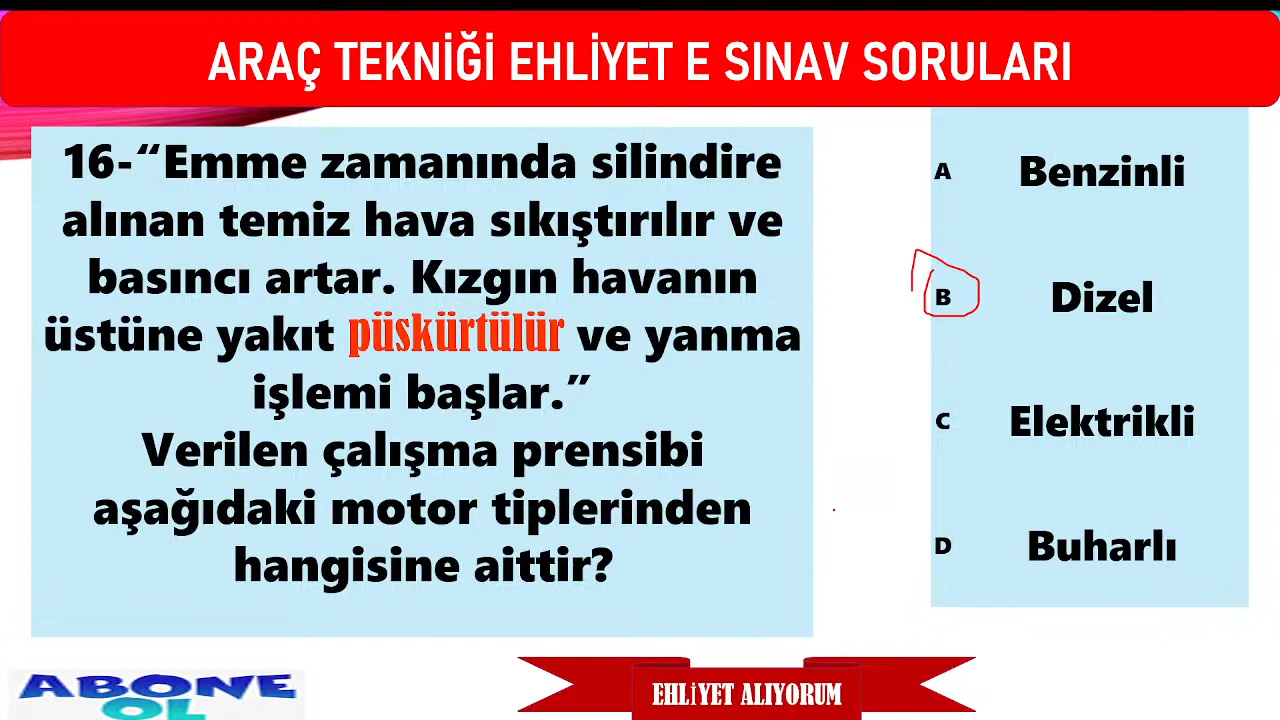 ARAÇ TEKNİĞİ EHLİYET E SINAV SORULARI
16-“Emme zamanında silindire
alınan temiz hava sıkıştırılır ve
basıncı artar. Kızgın havanın
üstüne yakıt püskürtülür ve yanma
işlemi başlar.”
Verilen çalışma prensibi
aşağıdaki motor tiplerinden
hangisine aittir?
A Benzinli
B Dizel
C Elektrikli
D Buharlı
ABONE
OL
EHLİYET ALIYORUM